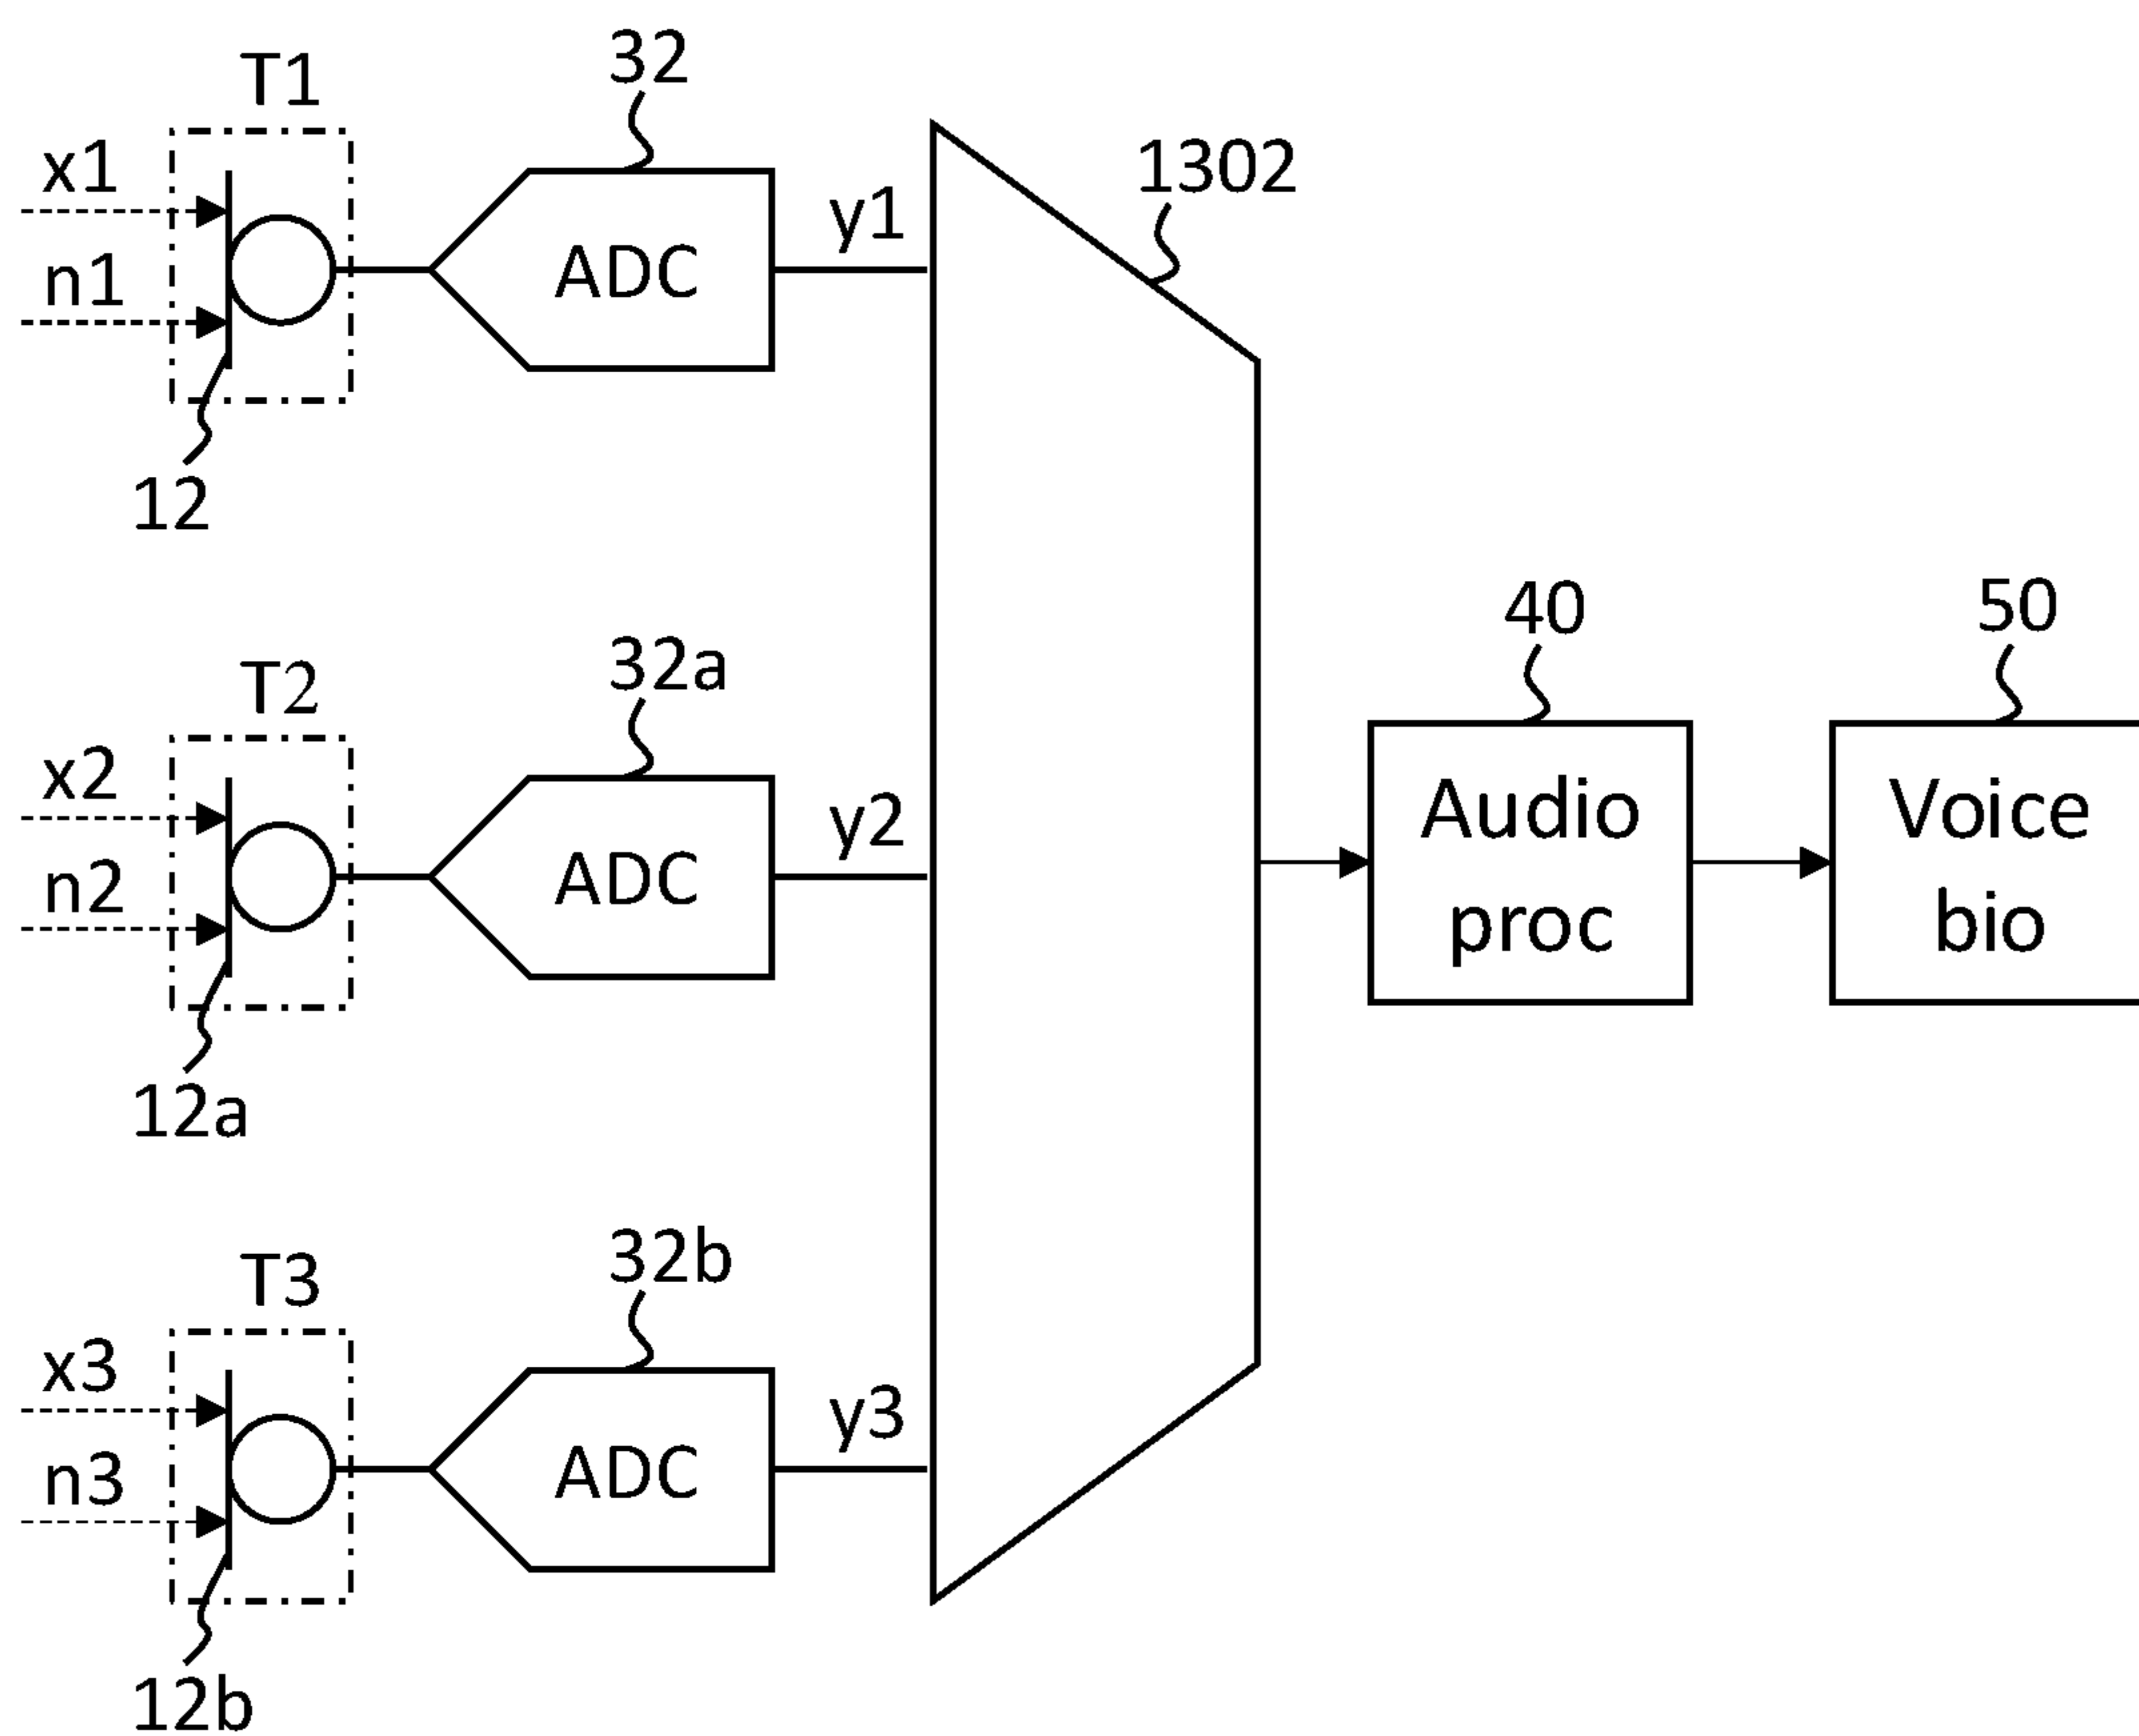 T1
32
x1
1302
y1
n1
ADC
12
40
50
T2
32a
x2
y2
Audio
proc
Voice
bio
n2
ADC
12a
T3
32b
x3
y3
n3
ADC
12b